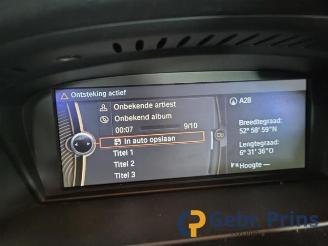 Ontsteking actief
Onbekende artiest
Onbekend album
00:07 9/10
In auto opslaan
Titel 1
Titel 2
Titel 3
A28
Breedtegraad:
52° 58' 59"N
Lengtegraad:
6° 31' 36"O
Hoogte —
Gebr Prins